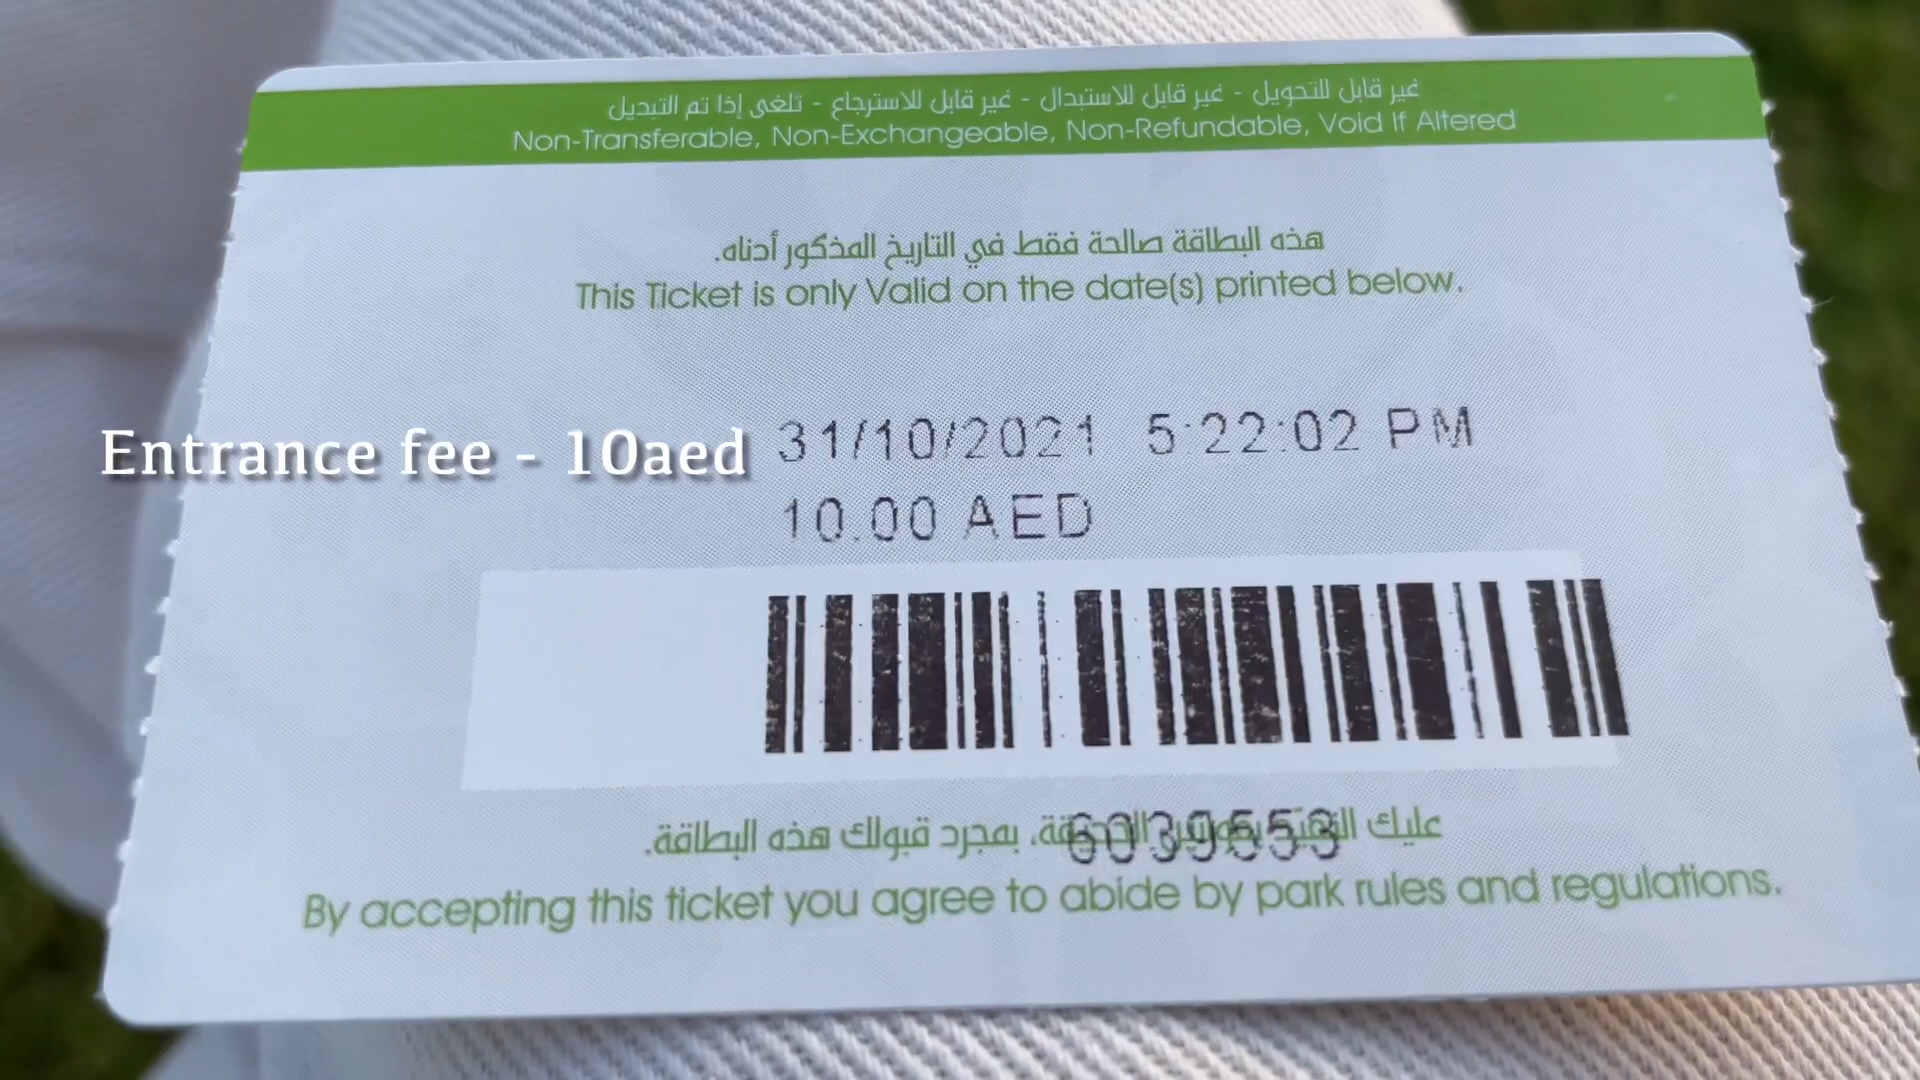 غير قابل للتحويل - غير قابل للاستبدال - غير قابل للاسترجاع - تلغى إذا تم التبديل
Non-Transferable, Non-Exchangeable, Non-Refundable, Void If Altered
هذه البطاقة صالحة فقط في التاريخ المذكور أدناه.
This Ticket is only Valid on the date(s) printed below.
Entrance fee - 10aed
31/10/2021 5:22:02 PM
10.00 AED
عليك بمجرد قبولك هذه البطاقة.
6039553
By accepting this ticket you agree to abide by park rules and regulations.